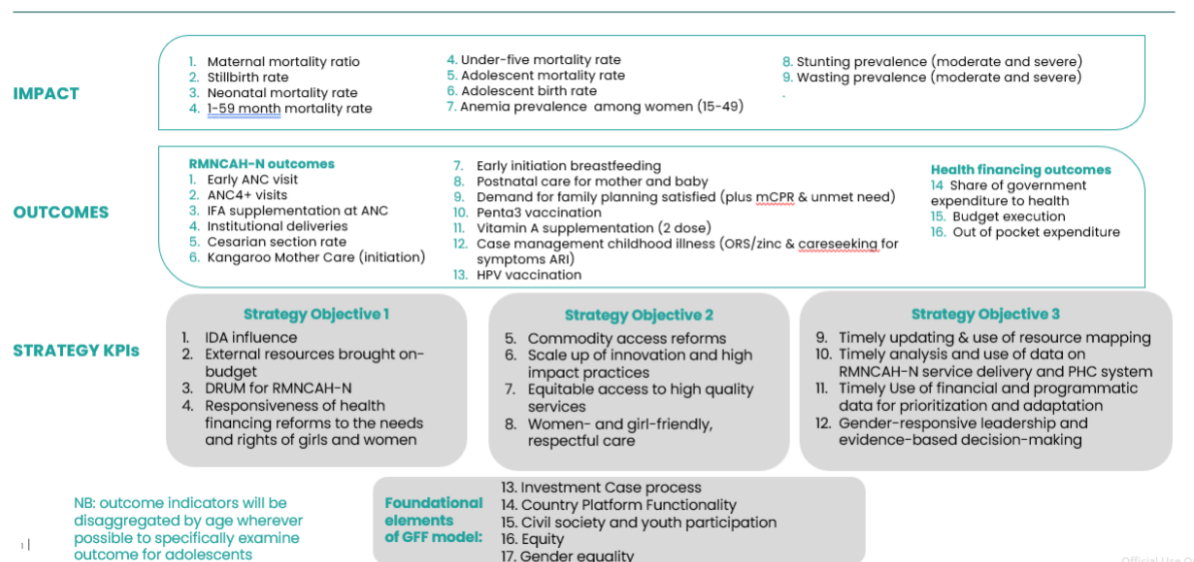 IMPACT
1. Maternal mortality ratio
2. Stillbirth rate
3. Neonatal mortality rate
4. 1-59 month mortality rate
4. Under-five mortality rate
5. Adolescent mortality rate
6. Adolescent birth rate
7. Anemia prevalence among women (15-49)
8. Stunting prevalence (moderate and severe)
9. Wasting prevalence (moderate and severe)
.
OUTCOMES
RMNCAH-N outcomes
1. Early ANC visit
2. ANC4+ visits
3. IFA supplementation at ANC
4. Institutional deliveries
5. Cesarian section rate
6. Kangaroo Mother Care (initiation)
7. Early initiation breastfeeding
8. Postnatal care for mother and baby
9. Demand for family planning satisfied (plus mCPR & unmet need)
10. Penta3 vaccination
11. Vitamin A supplementation (2 dose)
12. Case management childhood illness (ORS/zinc & careseeking for
symptoms ARI)
13. HPV vaccination
Health financing outcomes
14 Share of government
expenditure to health
15. Budget execution
16. Out of pocket expenditure
STRATEGY KPIs
Strategy Objective 1
1. IDA influence
2. External resources brought on-
budget
3. DRUM for RMNCAH-N
4. Responsiveness of health
financing reforms to the needs
and rights of girls and women
Strategy Objective 2
5. Commodity access reforms
6. Scale up of innovation and high
impact practices
7. Equitable access to high quality
services
8. Women- and girl-friendly,
respectful care
Strategy Objective 3
9. Timely updating & use of resource mapping
10. Timely analysis and use of data on
RMNCAH-N service delivery and PHC system
11. Timely Use of financial and programmatic
data for prioritization and adaptation
12. Gender-responsive leadership and
evidence-based decision-making
NB: outcome indicators will be
disaggregated by age wherever
possible to specifically examine
outcome for adolescents
Foundational
elements
of GFF model:
13. Investment Case process
14. Country Platform Functionality
15. Civil society and youth participation
16. Equity
17. Gender equality
1 |
Official Use